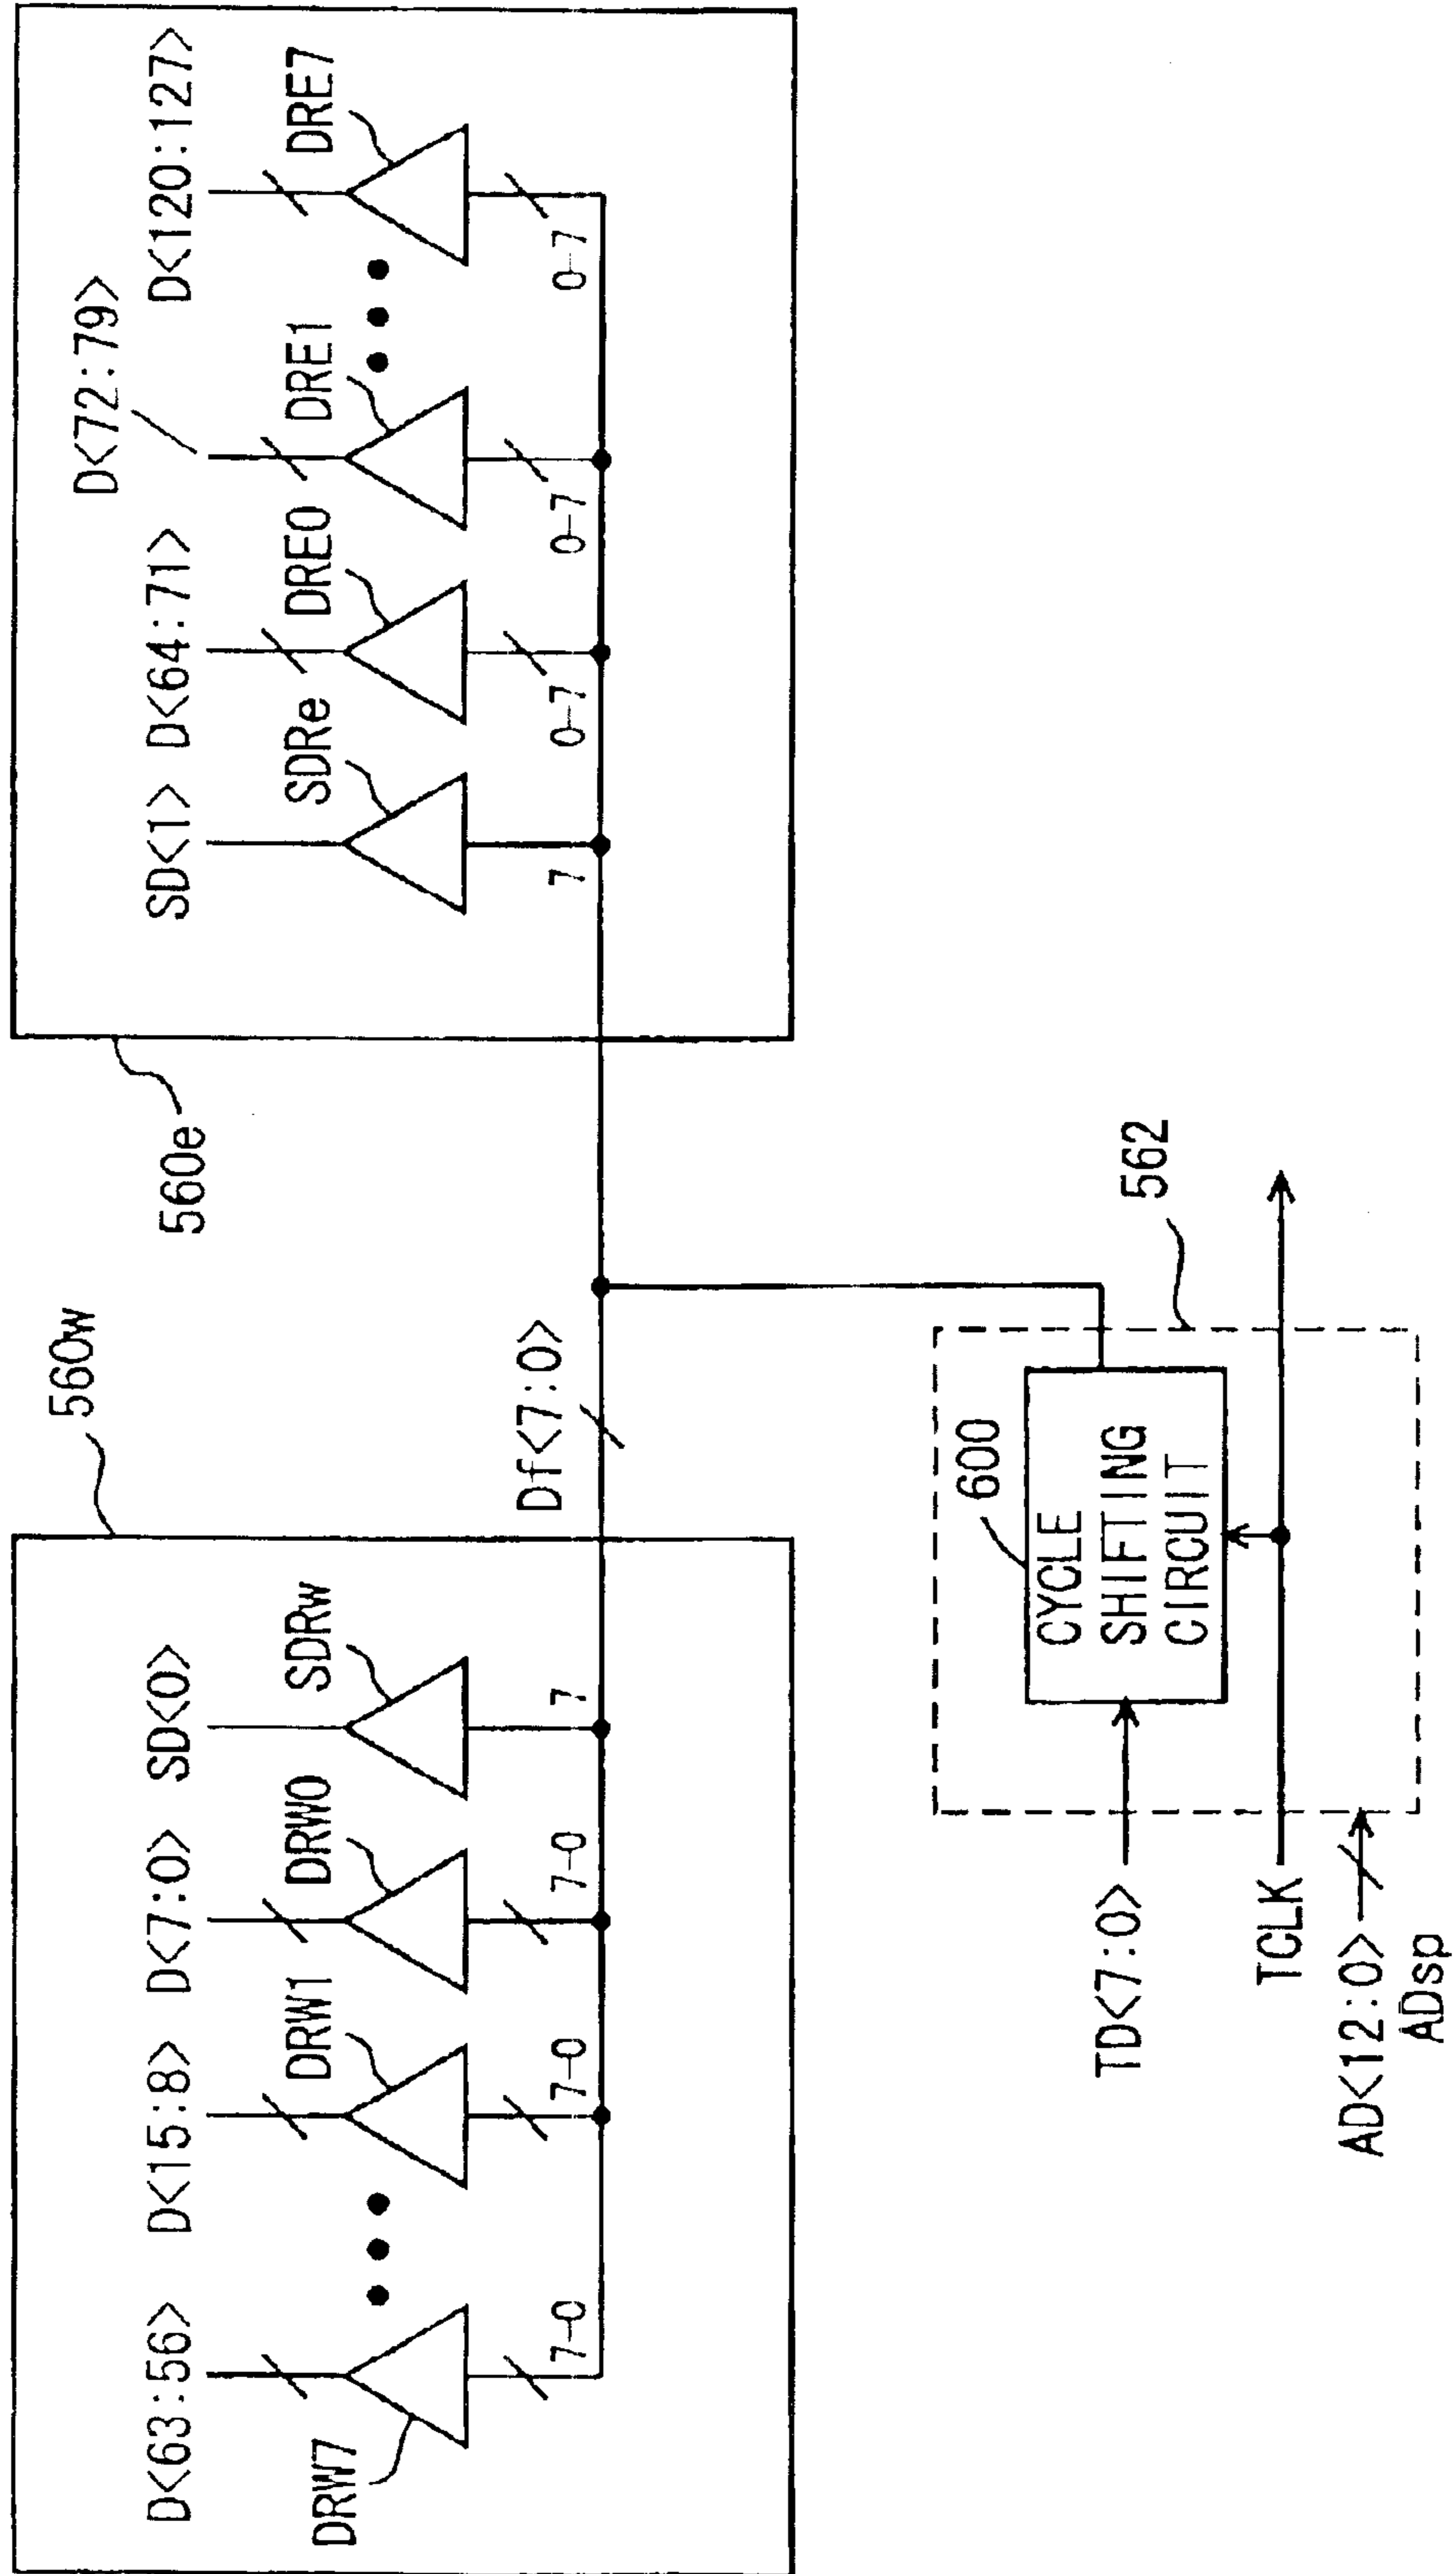 560w
560e
D<63:56>
D<15:8>
D<7:0>
SD<0>
SD<1>
D<64:71>
D<72:79>
D<120:127>
DRW7
DRW1
DRW0
SDRw
SDRe
DRE0
DRE1
DRE7
7-0
7-0
7-0
7
7
0-7
0-7
0-7
Df<7:0>
562
600
CYCLE
SHIFTING
CIRCUIT
TD<7:0>
TCLK
AD<12:0>
ADsp